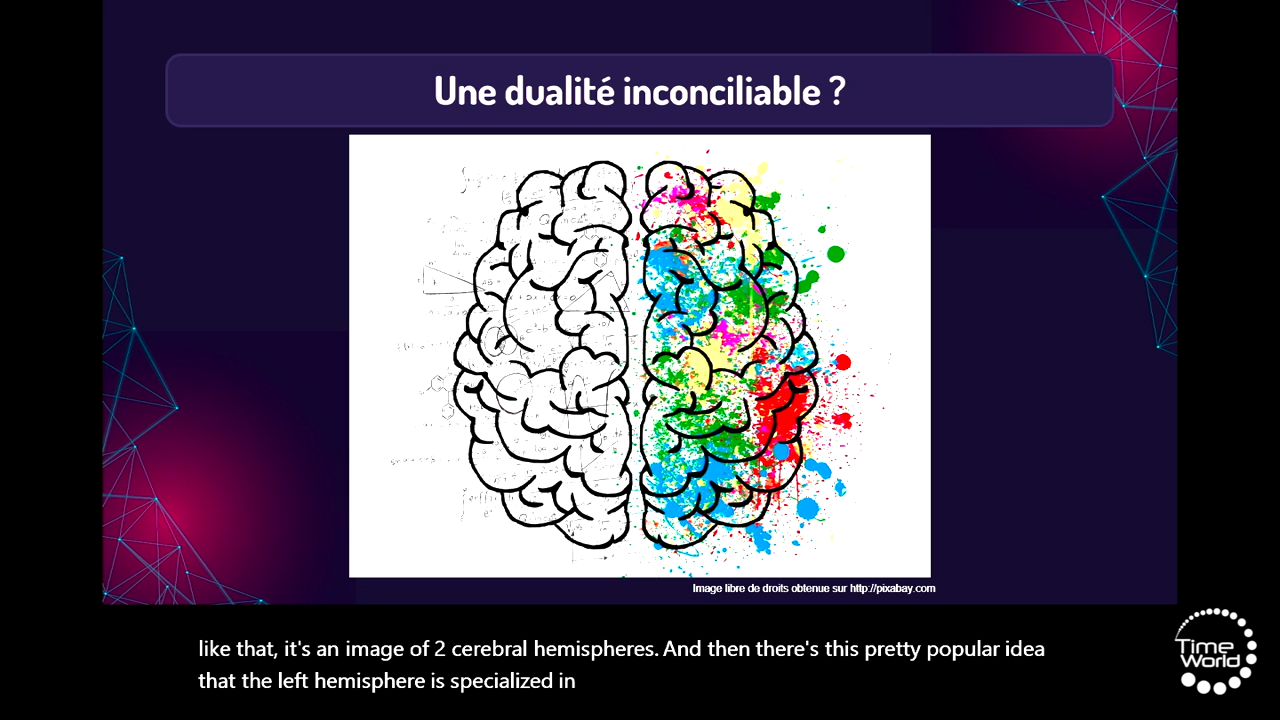 Une dualité inconciliable ?
Image libre de droits obtenue sur http://pixabay.com
like that, it's an image of 2 cerebral hemispheres. And then there's this pretty popular idea
that the left hemisphere is specialized in
Time
World